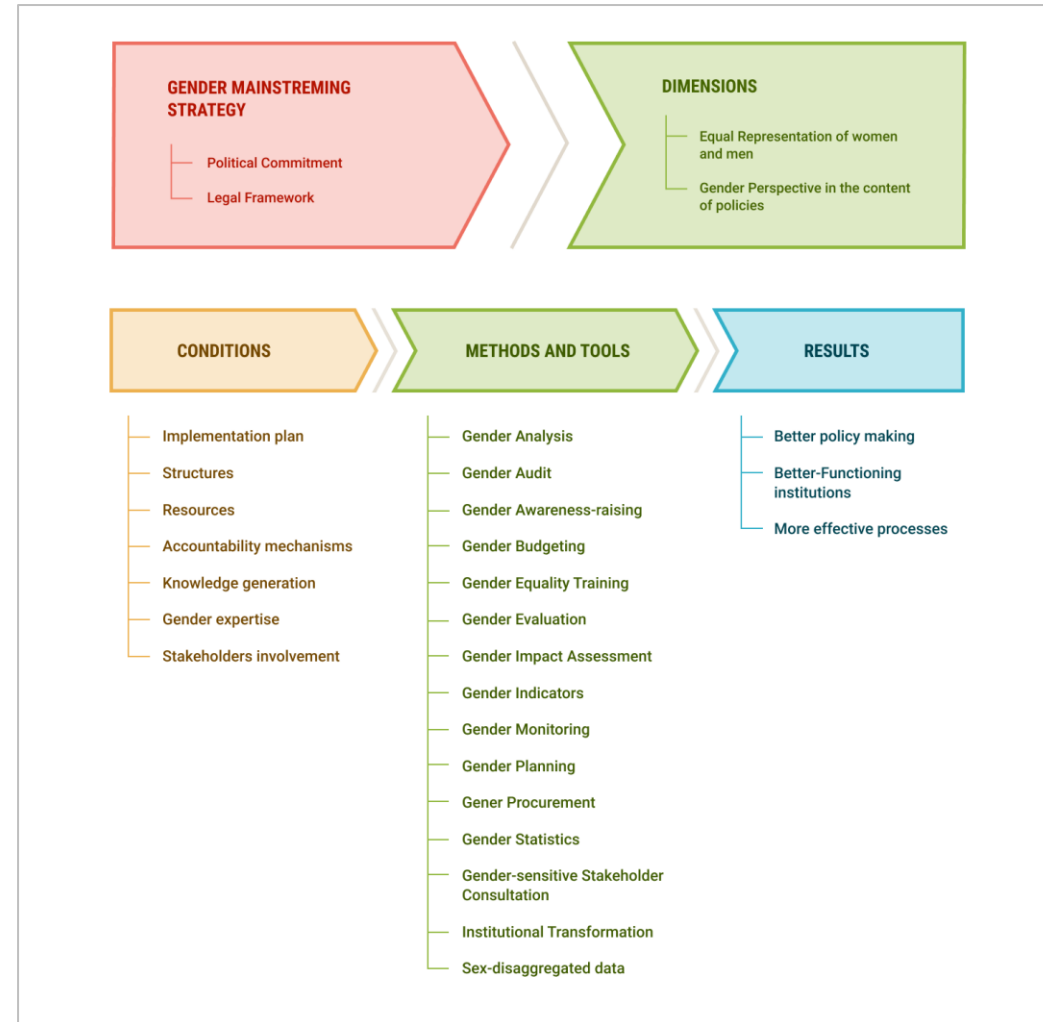 GENDER MAINSTREMING
STRATEGY
Political Commitment
Legal Framework
DIMENSIONS
Equal Representation of women
and men
Gender Perspective in the content
of policies
CONDITIONS
Implementation plan
Structures
Resources
Accountability mechanisms
Knowledge generation
Gender expertise
Stakeholders involvement
METHODS AND TOOLS
Gender Analysis
Gender Audit
Gender Awareness-raising
Gender Budgeting
Gender Equality Training
Gender Evaluation
Gender Impact Assessment
Gender Indicators
Gender Monitoring
Gender Planning
Gener Procurement
Gender Statistics
Gender-sensitive Stakeholder
Consultation
Institutional Transformation
Sex-disaggregated data
RESULTS
Better policy making
Better-Functioning
institutions
More effective processes